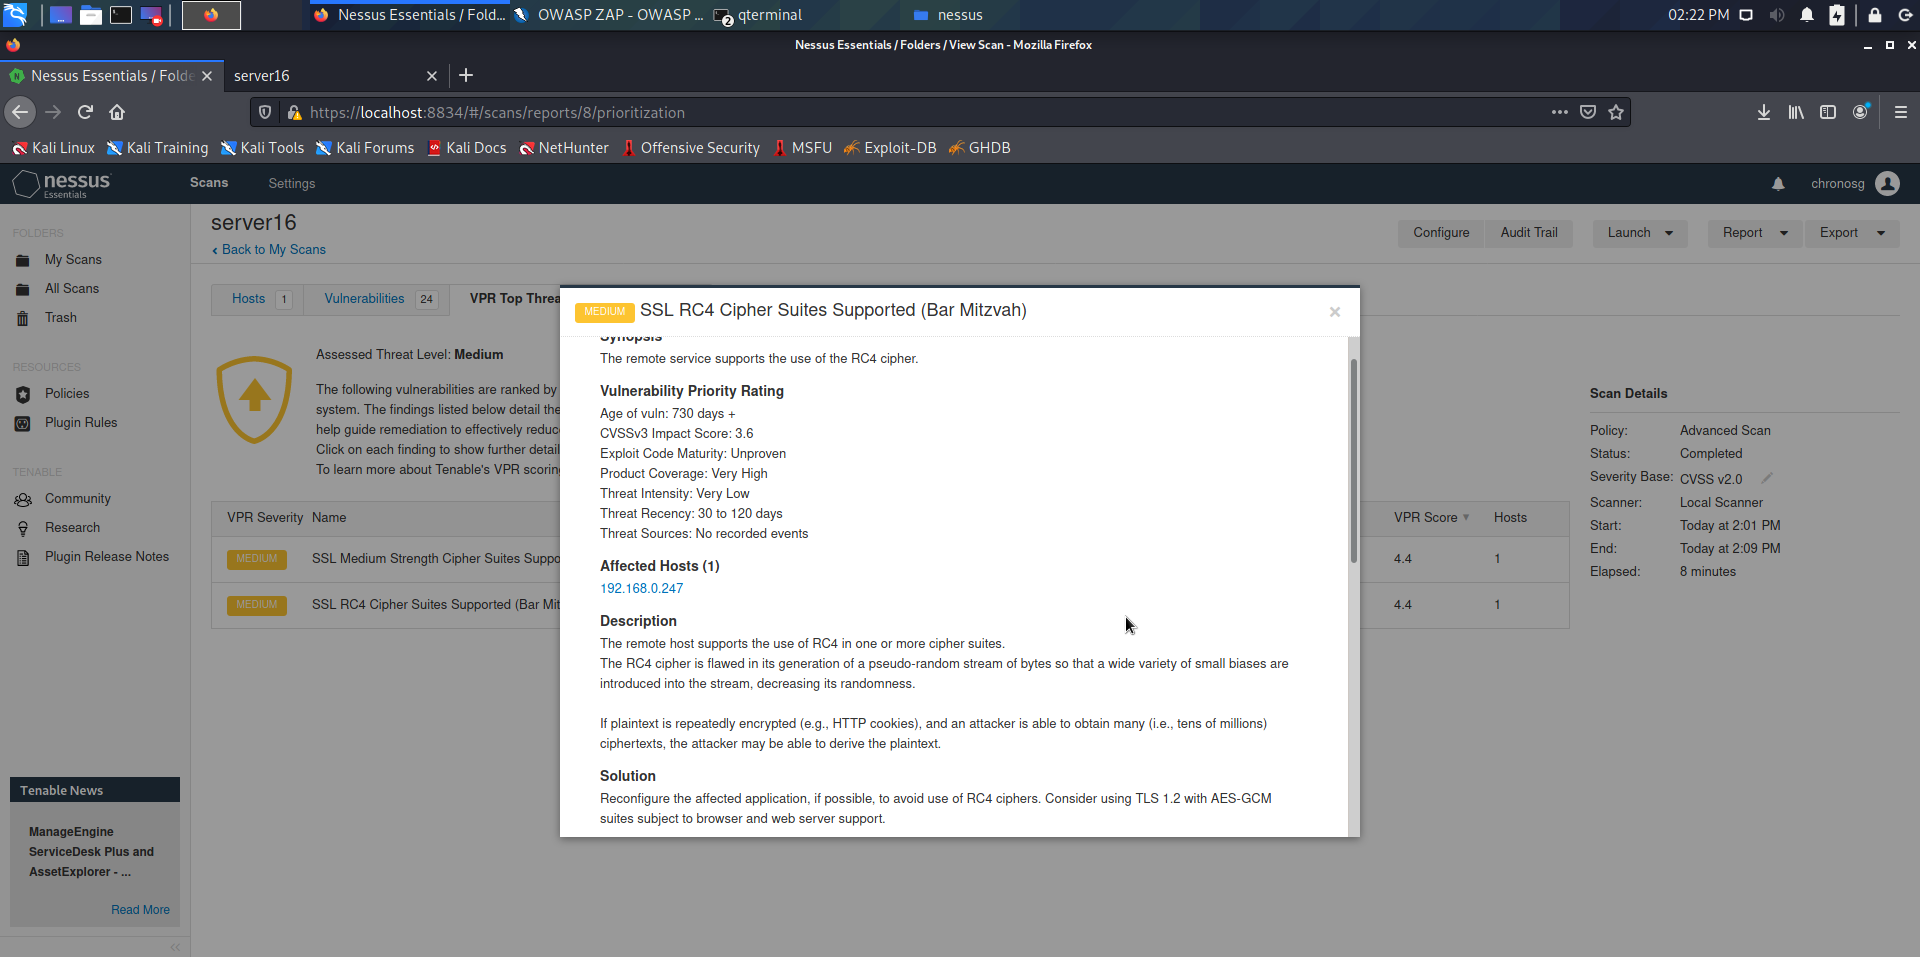 Nessus Essentials / Fold...
OWASP ZAP - OWASP ...
2
qterminal
nessus
02:22 PM
Nessus Essentials / Folders / View Scan - Mozilla Firefox
Nessus Essentials / Folde
server16
https://localhost:8834/#/scans/reports/8/prioritization
Kali Linux
Kali Training
Kali Tools
Kali Forums
Kali Docs
NetHunter
Offensive Security
MSFU
Exploit-DB
GHDB
nessus
Essentials
Scans
Settings
chronosg
FOLDERS
My Scans
All Scans
Trash
RESOURCES
Policies
Plugin Rules
TENABLE
Community
Research
Plugin Release Notes
Tenable News
ManageEngine
ServiceDesk Plus and
AssetExplorer - ...
Read More
server16
‹ Back to My Scans
Configure
Audit Trail
Launch
Report
Export
Hosts 1
Vulnerabilities 24
VPR Top Threa
Assessed Threat Level: Medium
The following vulnerabilities are ranked by
system. The findings listed below detail the
help guide remediation to effectively reduc
Click on each finding to show further detail
To learn more about Tenable's VPR scorin
VPR Severity Name VPR Score Hosts
MEDIUM SSL Medium Strength Cipher Suites Suppo 4.4 1
MEDIUM SSL RC4 Cipher Suites Supported (Bar Mit 4.4 1
MEDIUM SSL RC4 Cipher Suites Supported (Bar Mitzvah) ×
Synopsis
The remote service supports the use of the RC4 cipher.
Vulnerability Priority Rating
Age of vuln: 730 days +
CVSSv3 Impact Score: 3.6
Exploit Code Maturity: Unproven
Product Coverage: Very High
Threat Intensity: Very Low
Threat Recency: 30 to 120 days
Threat Sources: No recorded events
Affected Hosts (1)
192.168.0.247
Description
The remote host supports the use of RC4 in one or more cipher suites.
The RC4 cipher is flawed in its generation of a pseudo-random stream of bytes so that a wide variety of small biases are
introduced into the stream, decreasing its randomness.
If plaintext is repeatedly encrypted (e.g., HTTP cookies), and an attacker is able to obtain many (i.e., tens of millions)
ciphertexts, the attacker may be able to derive the plaintext.
Solution
Reconfigure the affected application, if possible, to avoid use of RC4 ciphers. Consider using TLS 1.2 with AES-GCM
suites subject to browser and web server support.
Scan Details
Policy: Advanced Scan
Status: Completed
Severity Base: CVSS v2.0
Scanner: Local Scanner
Start: Today at 2:01 PM
End: Today at 2:09 PM
Elapsed: 8 minutes